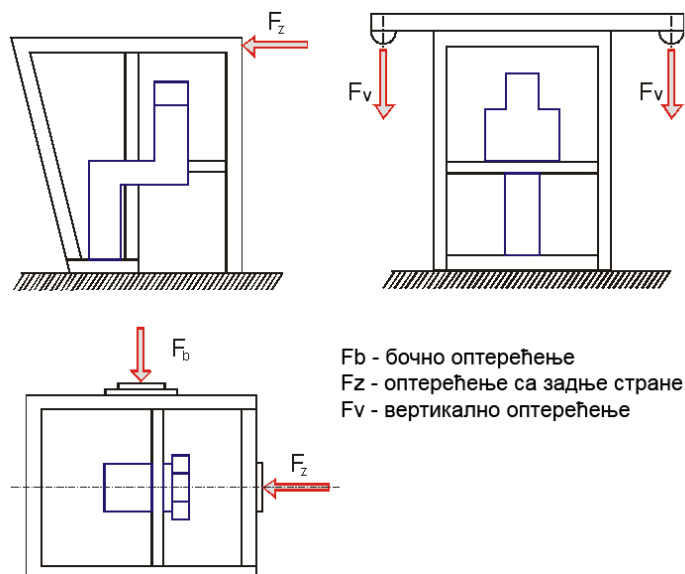 Fz
Fv
Fv
Fb
Fz
Fb - бочно оптерећење
Fz - оптерећење са задње стране
Fv - вертикално оптерећење